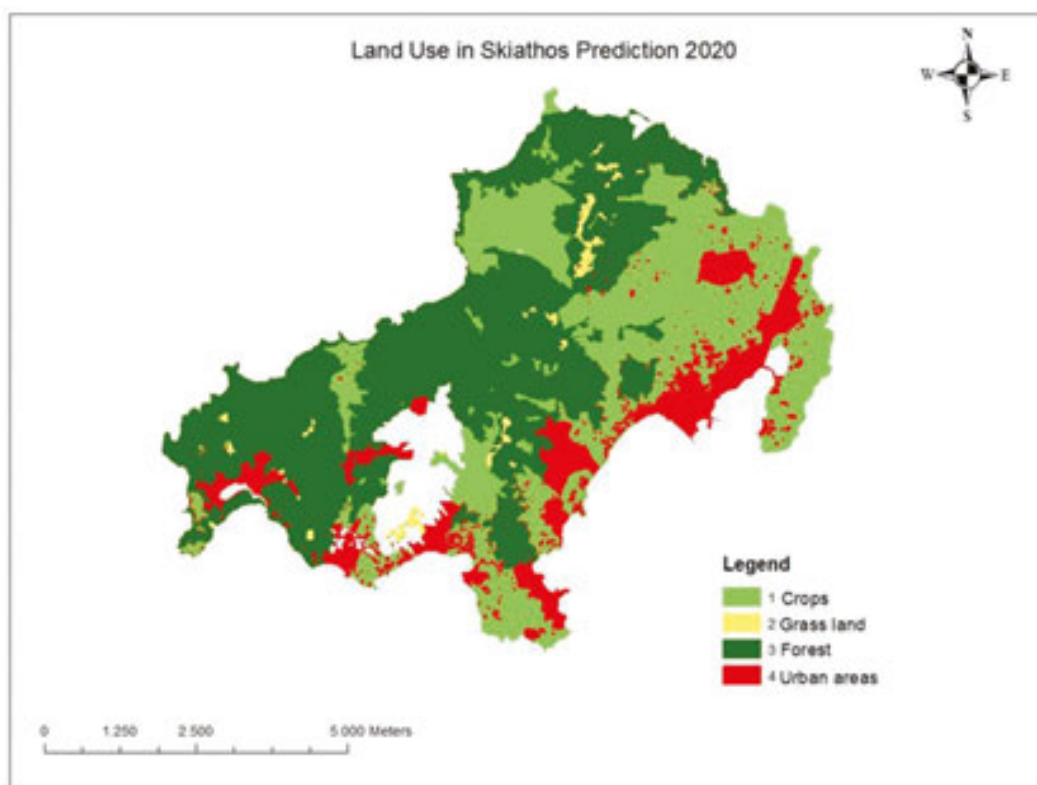 Land Use in Skiathos Prediction 2020
N
W E
S
Legend
1 Crops
2 Grass land
3 Forest
4 Urban areas
0 1.250 2 500 5 000 Meters